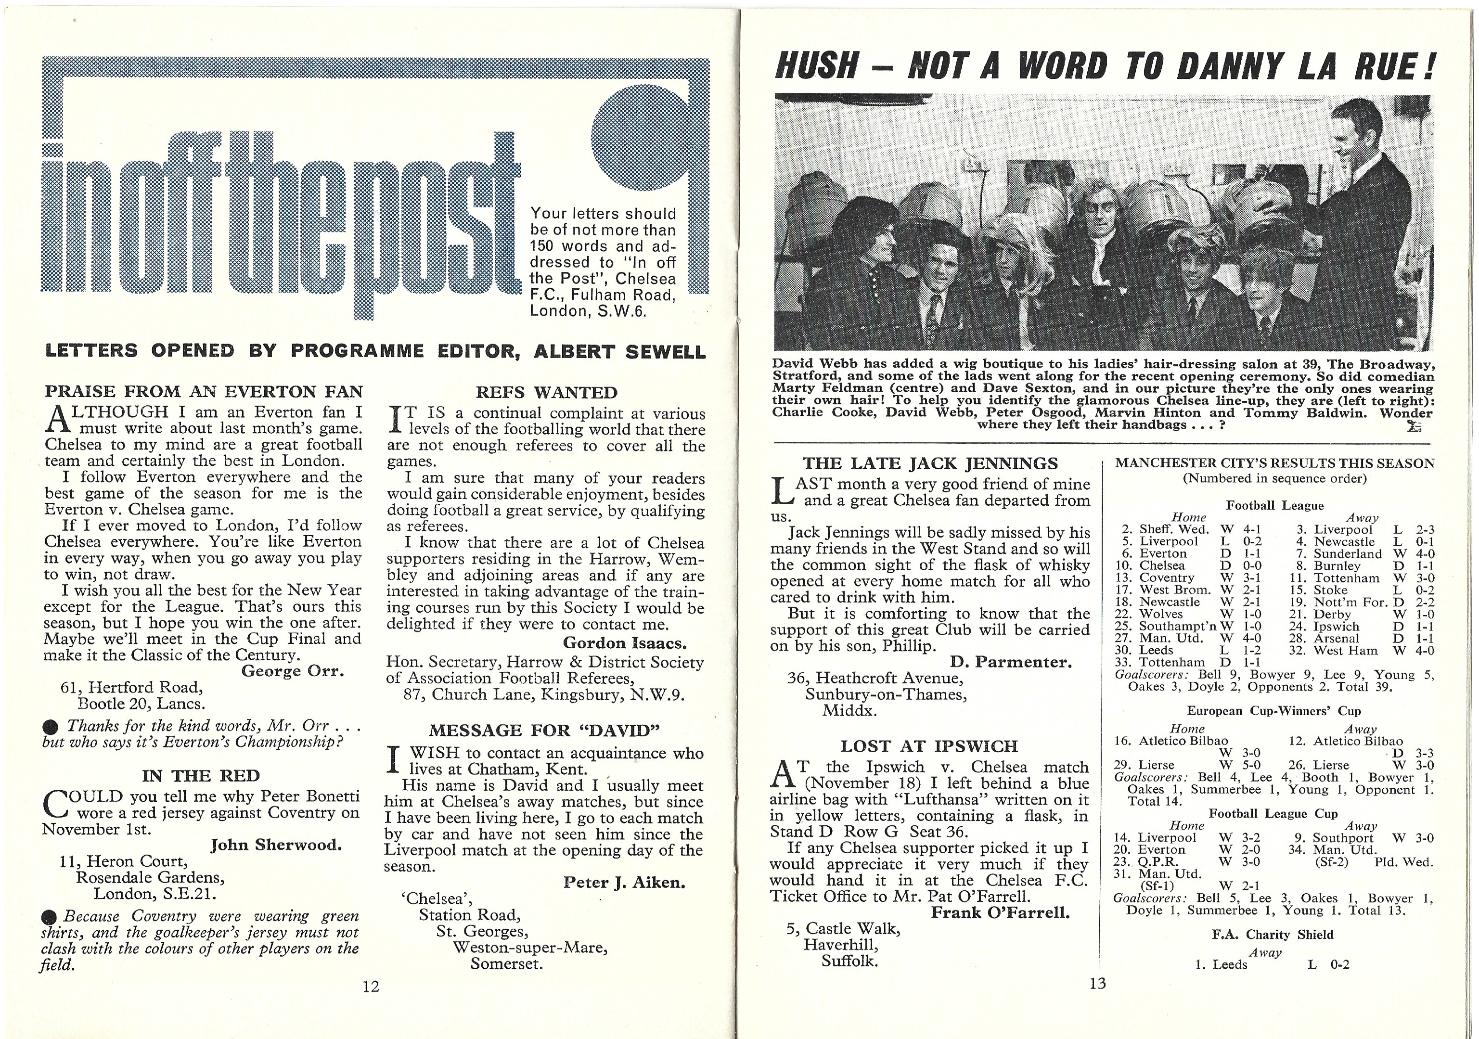 in off the post
Your letters should
be of not more than
150 words and ad-
dressed to "In off
the Post", Chelsea
F.C., Fulham Road,
London, S.W.6.
LETTERS OPENED BY PROGRAMME EDITOR, ALBERT SEWELL
PRAISE FROM AN EVERTON FAN
ALTHOUGH I am an Everton fan I
must write about last month's game.
Chelsea to my mind are a great football
team and certainly the best in London.
I follow Everton everywhere and the
best game of the season for me is the
Everton v. Chelsea game.
If I ever moved to London, I'd follow
Chelsea everywhere. You're like Everton
in every way, when you go away you play
to win, not draw.
I wish you all the best for the New Year
except for the League. That's ours this
season, but I hope you win the one after.
Maybe we'll meet in the Cup Final and
make it the Classic of the Century.
George Orr.
61, Hertford Road,
Bootle 20, Lancs.
● Thanks for the kind words, Mr. Orr . . .
but who says it's Everton's Championship?
IN THE RED
COULD you tell me why Peter Bonetti
wore a red jersey against Coventry on
November 1st.
John Sherwood.
11, Heron Court,
Rosendale Gardens,
London, S.E.21.
● Because Coventry were wearing green
shirts, and the goalkeeper's jersey must not
clash with the colours of other players on the
field.
REFS WANTED
IT IS a continual complaint at various
levels of the footballing world that there
are not enough referees to cover all the
games.
I am sure that many of your readers
would gain considerable enjoyment, besides
doing football a great service, by qualifying
as referees.
I know that there are a lot of Chelsea
supporters residing in the Harrow, Wem-
bley and adjoining areas and if any are
interested in taking advantage of the train-
ing courses run by this Society I would be
delighted if they were to contact me.
Gordon Isaacs.
Hon. Secretary, Harrow & District Society
of Association Football Referees,
87, Church Lane, Kingsbury, N.W.9.
MESSAGE FOR "DAVID"
I WISH to contact an acquaintance who
lives at Chatham, Kent.
His name is David and I usually meet
him at Chelsea's away matches, but since
I have been living here, I go to each match
by car and have not seen him since the
Liverpool match at the opening day of the
season.
Peter J. Aiken.
'Chelsea',
Station Road,
St. Georges,
Weston-super-Mare,
Somerset.
12
HUSH – NOT A WORD TO DANNY LA RUE!
David Webb has added a wig boutique to his ladies' hair-dressing salon at 39, The Broadway,
Stratford, and some of the lads went along for the recent opening ceremony. So did comedian
Marty Feldman (centre) and Dave Sexton, and in our picture they're the only ones wearing
their own hair! To help you identify the glamorous Chelsea line-up, they are (left to right):
Charlie Cooke, David Webb, Peter Osgood, Marvin Hinton and Tommy Baldwin. Wonder
where they left their handbags . . . ?
THE LATE JACK JENNINGS
LAST month a very good friend of mine
and a great Chelsea fan departed from
us.
Jack Jennings will be sadly missed by his
many friends in the West Stand and so will
the common sight of the flask of whisky
opened at every home match for all who
cared to drink with him.
But it is comforting to know that the
support of this great Club will be carried
on by his son, Phillip.
D. Parmenter.
36, Heathcroft Avenue,
Sunbury-on-Thames,
Middx.
LOST AT IPSWICH
AT the Ipswich v. Chelsea match
(November 18) I left behind a blue
airline bag with "Lufthansa" written on it
in yellow letters, containing a flask, in
Stand D Row G Seat 36.
If any Chelsea supporter picked it up I
would appreciate it very much if they
would hand it in at the Chelsea F.C.
Ticket Office to Mr. Pat O'Farrell.
Frank O'Farrell.
5, Castle Walk,
Haverhill,
Suffolk.
MANCHESTER CITY'S RESULTS THIS SEASON
(Numbered in sequence order)
Football League
Home Away
2. Sheff. Wed. W 4-1 3. Liverpool L 2-3
5. Liverpool L 0-2 4. Newcastle L 0-1
6. Everton D 1-1 7. Sunderland W 4-0
10. Chelsea D 0-0 8. Burnley D 1-1
13. Coventry W 3-1 11. Tottenham W 3-0
17. West Brom. W 2-1 15. Stoke L 0-2
18. Newcastle W 2-1 19. Nott'm For. D 2-2
22. Wolves W 1-0 21. Derby W 1-0
25. Southampt'n W 1-0 24. Ipswich D 1-1
27. Man. Utd. W 4-0 28. Arsenal D 1-1
30. Leeds L 1-2 32. West Ham W 4-0
33. Tottenham D 1-1
Goalscorers: Bell 9, Bowyer 9, Lee 9, Young 5,
Oakes 3, Doyle 2, Opponents 2. Total 39.
European Cup-Winners' Cup
Home Away
16. Atletico Bilbao 12. Atletico Bilbao
W 3-0 D 3-3
29. Lierse W 5-0 26. Lierse W 3-0
Goalscorers: Bell 4, Lee 4, Booth 1, Bowyer 1,
Oakes 1, Summerbee 1, Young 1, Opponent 1.
Total 14.
Football League Cup
Home Away
14. Liverpool W 3-2 9. Southport W 3-0
20. Everton W 2-0 34. Man. Utd.
23. Q.P.R. W 3-0 (Sf-2) Pld. Wed.
31. Man. Utd.
(Sf-1) W 2-1
Goalscorers: Bell 5, Lee 3, Oakes 1, Bowyer 1,
Doyle 1, Summerbee 1, Young 1. Total 13.
F.A. Charity Shield
Away
1. Leeds L 0-2
13